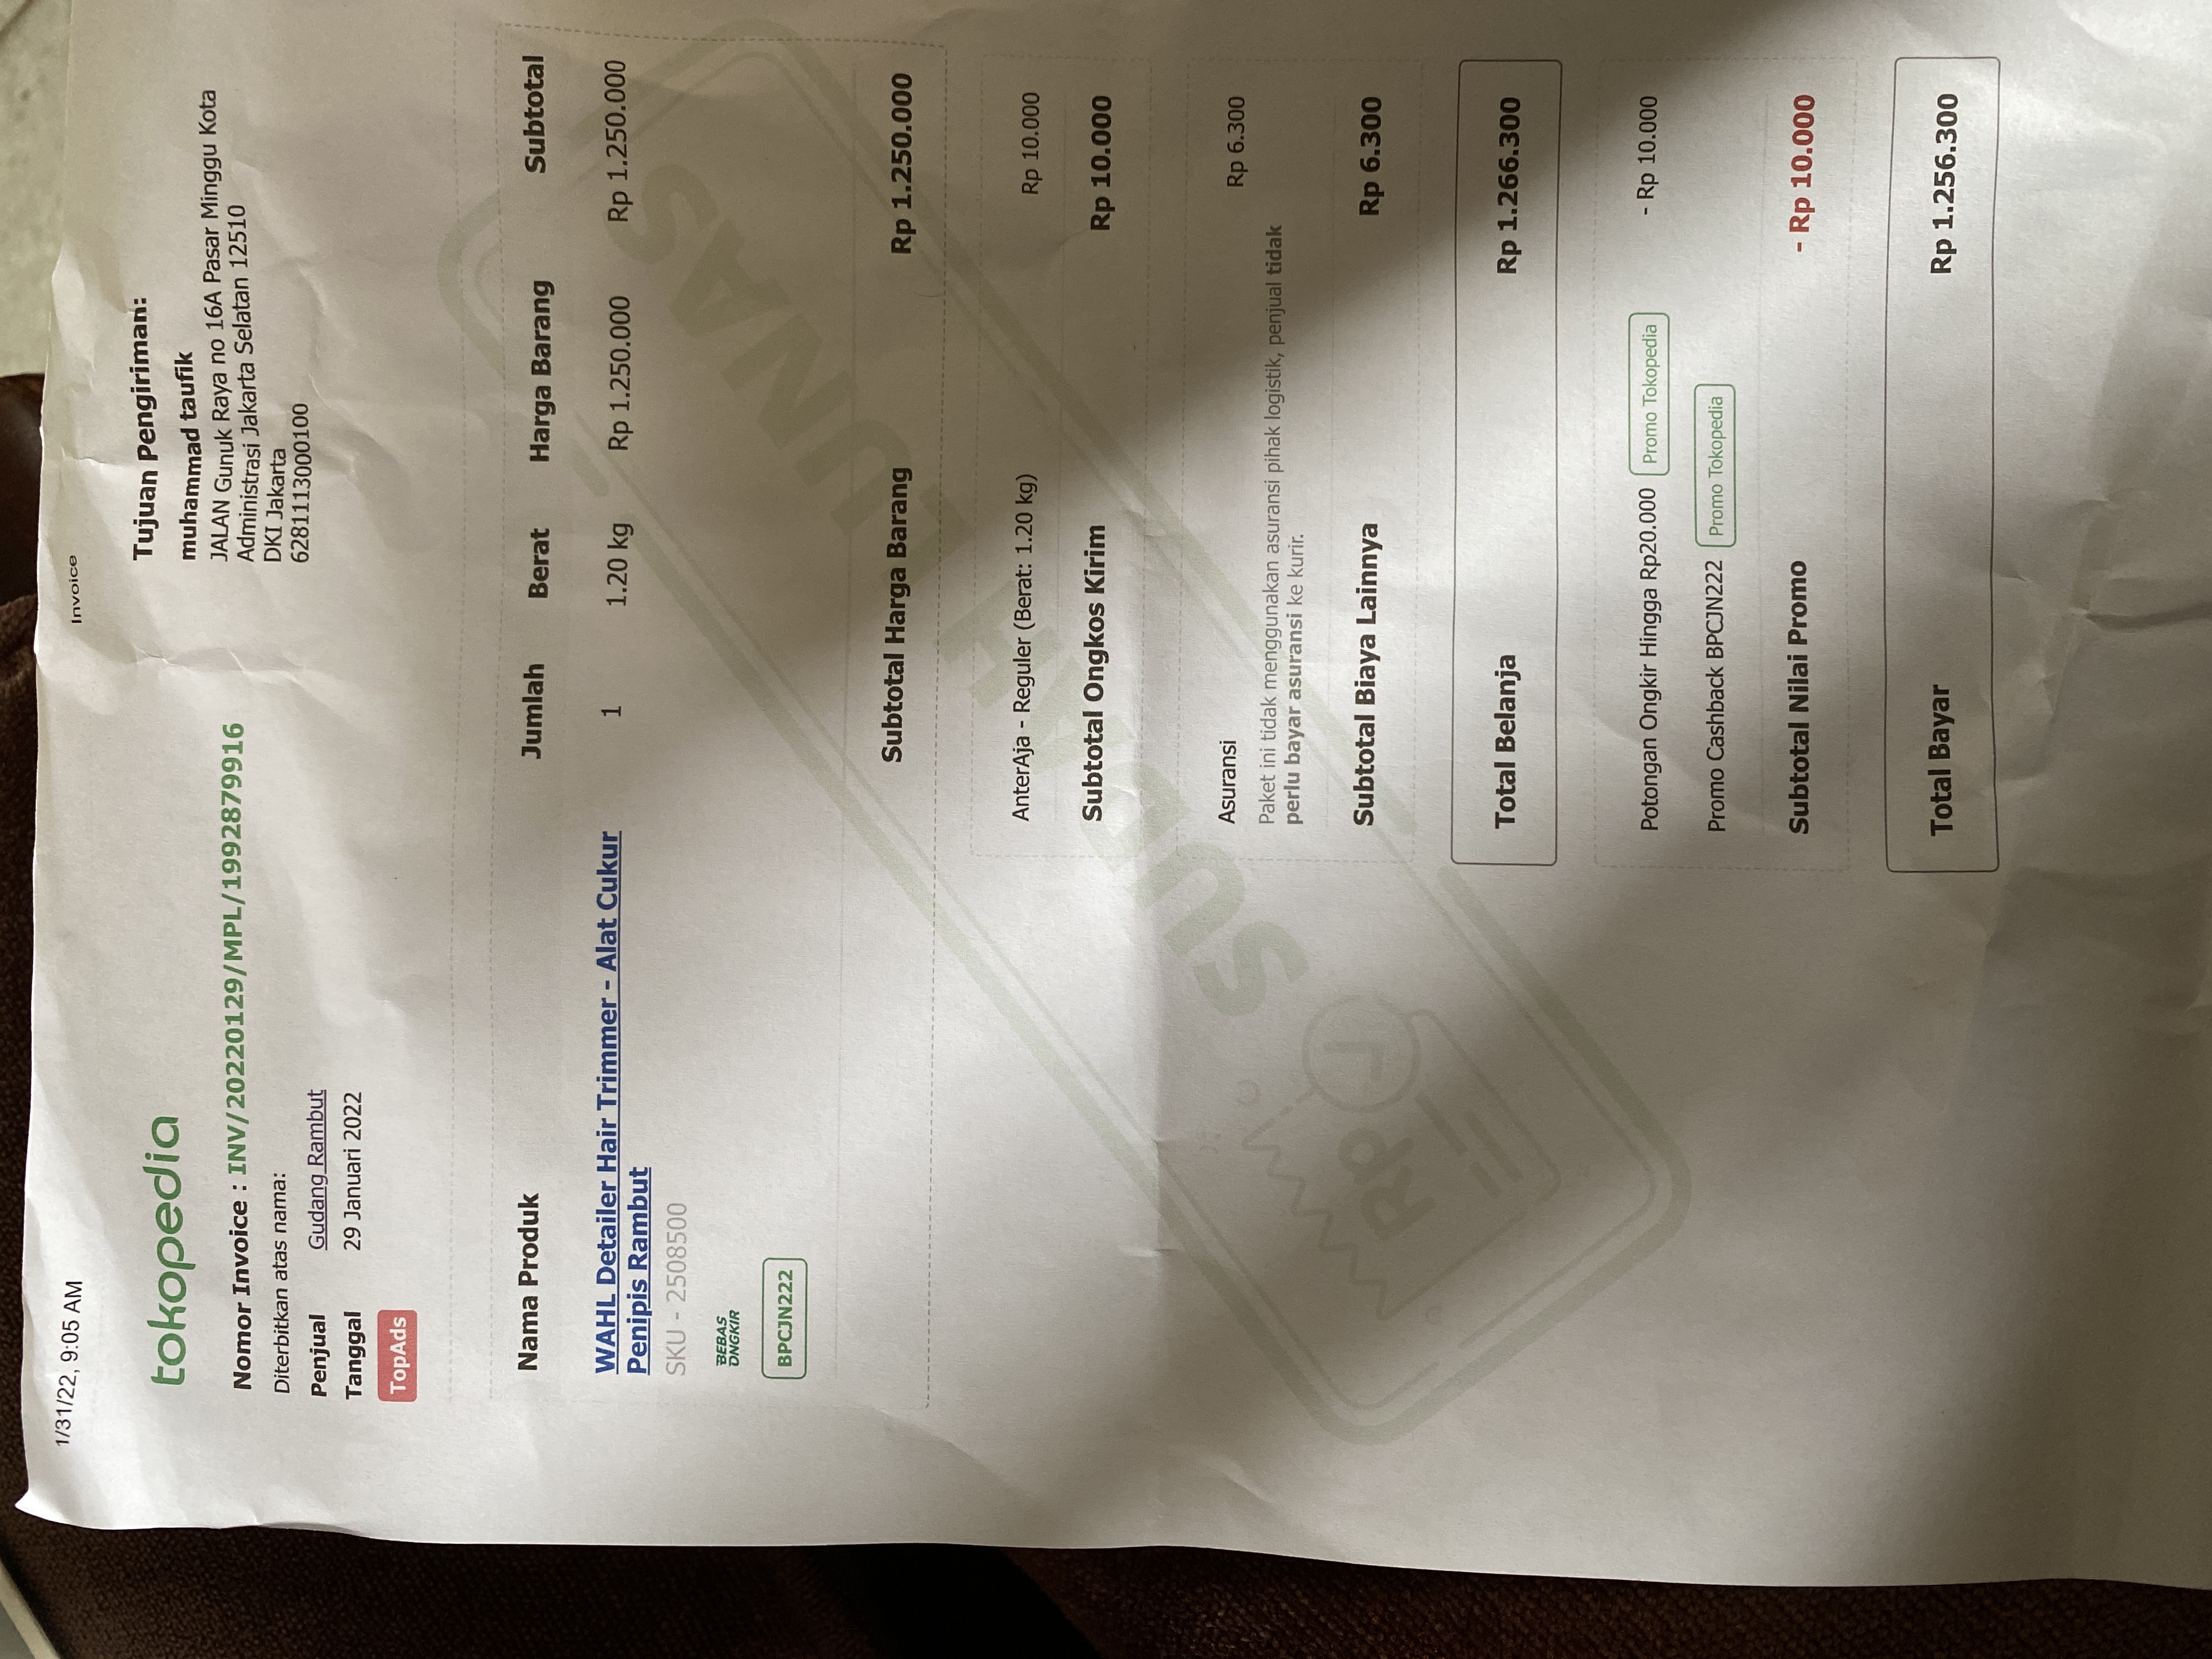 1/31/22, 9:05 AM
Invoice
tokopedia
Nomor Invoice : INV/20220129/MPL/1992879916
Diterbitkan atas nama:
Penjual Gudang Rambut
Tanggal 29 Januari 2022
TopAds
Tujuan Pengiriman:
muhammad taufik
JALAN Gunuk Raya no 16A Pasar Minggu Kota
Administrasi Jakarta Selatan 12510
DKI Jakarta
6281113000100
Nama Produk Jumlah Berat Harga Barang Subtotal
WAHL Detailer Hair Trimmer - Alat Cukur 1 1.20 kg Rp 1.250.000 Rp 1.250.000
Penipis Rambut
SKU - 2508500
BEBAS
ONGKIR
BPCJN222
Subtotal Harga Barang Rp 1.250.000
AnterAja - Reguler (Berat: 1.20 kg) Rp 10.000
Subtotal Ongkos Kirim Rp 10.000
Asuransi Rp 6.300
Paket ini tidak menggunakan asuransi pihak logistik, penjual tidak
perlu bayar asuransi ke kurir.
Subtotal Biaya Lainnya Rp 6.300
Total Belanja Rp 1.266.300
Potongan Ongkir Hingga Rp20.000 Promo Tokopedia - Rp 10.000
Promo Cashback BPCJN222 Promo Tokopedia
Subtotal Nilai Promo - Rp 10.000
Total Bayar Rp 1.256.300
RP
SUDAH LUNAS